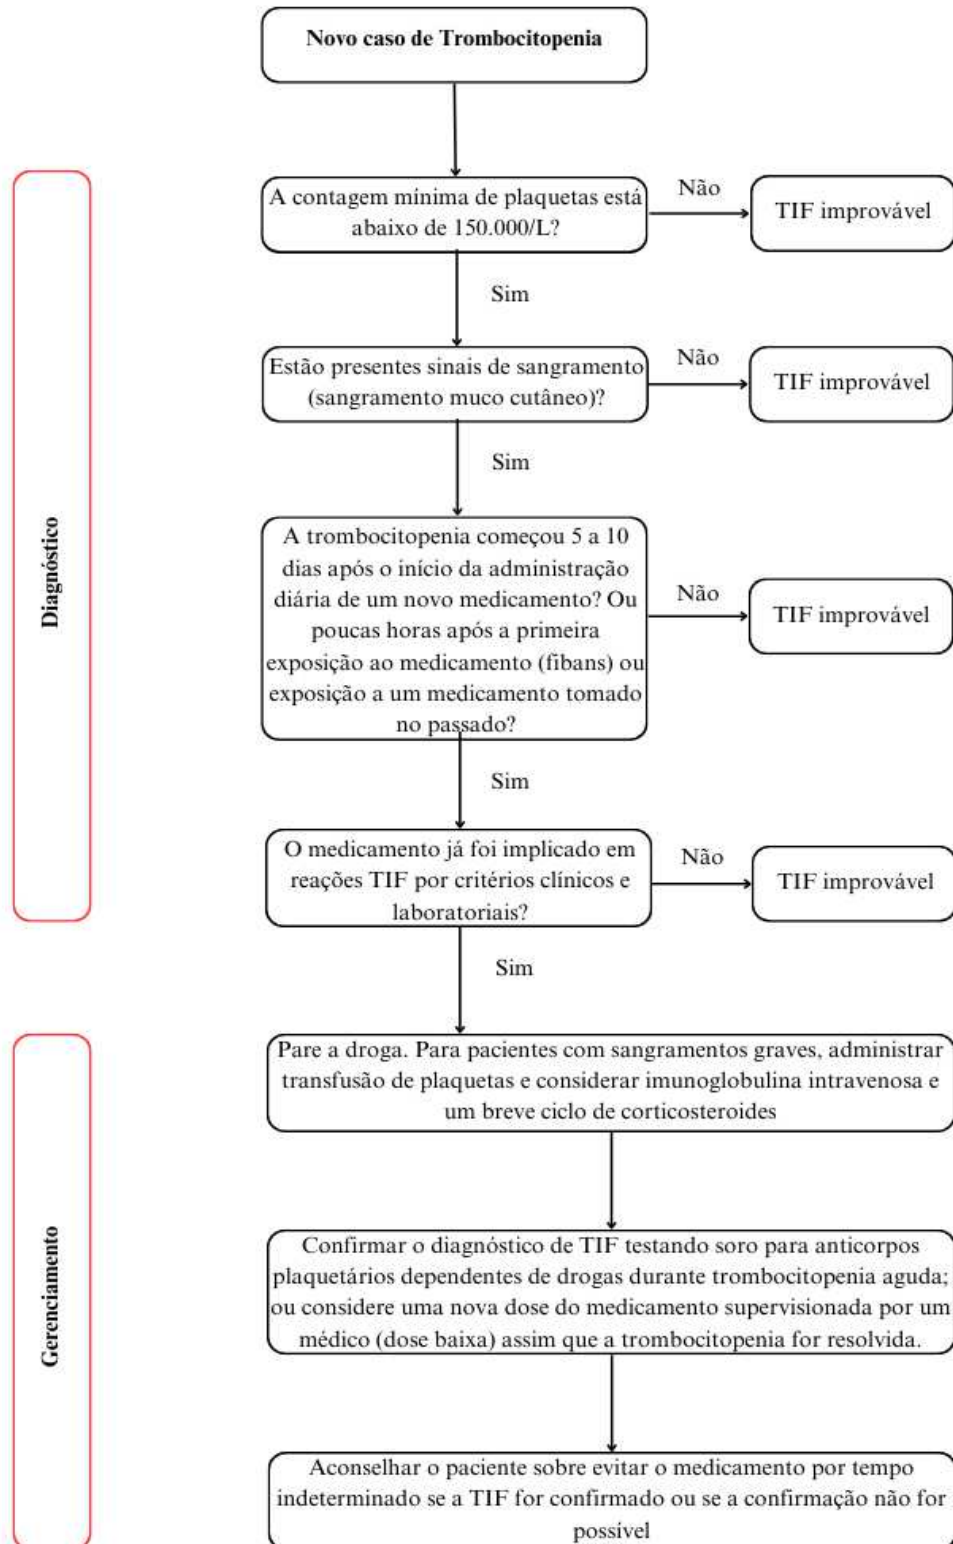 Novo caso de Trombocitopenia
A contagem mínima de plaquetas está
abaixo de 150.000/L?
Não
TIF improvável
Sim
Estão presentes sinais de sangramento
(sangramento muco cutâneo)?
Não
TIF improvável
Sim
Diagnóstico
A trombocitopenia começou 5 a 10
dias após o início da administração
diária de um novo medicamento? Ou
poucas horas após a primeira
exposição ao medicamento (fibans) ou
exposição a um medicamento tomado
no passado?
Não
TIF improvável
Sim
O medicamento já foi implicado em
reações TIF por critérios clínicos e
laboratoriais?
Não
TIF improvável
Sim
Gerenciamento
Pare a droga. Para pacientes com sangramentos graves, administrar
transfusão de plaquetas e considerar imunoglobulina intravenosa e
um breve ciclo de corticosteroides
Confirmar o diagnóstico de TIF testando soro para anticorpos
plaquetários dependentes de drogas durante trombocitopenia aguda;
ou considere uma nova dose do medicamento supervisionada por um
médico (dose baixa) assim que a trombocitopenia for resolvida.
Aconselhar o paciente sobre evitar o medicamento por tempo
indeterminado se a TIF for confirmado ou se a confirmação não for
possível